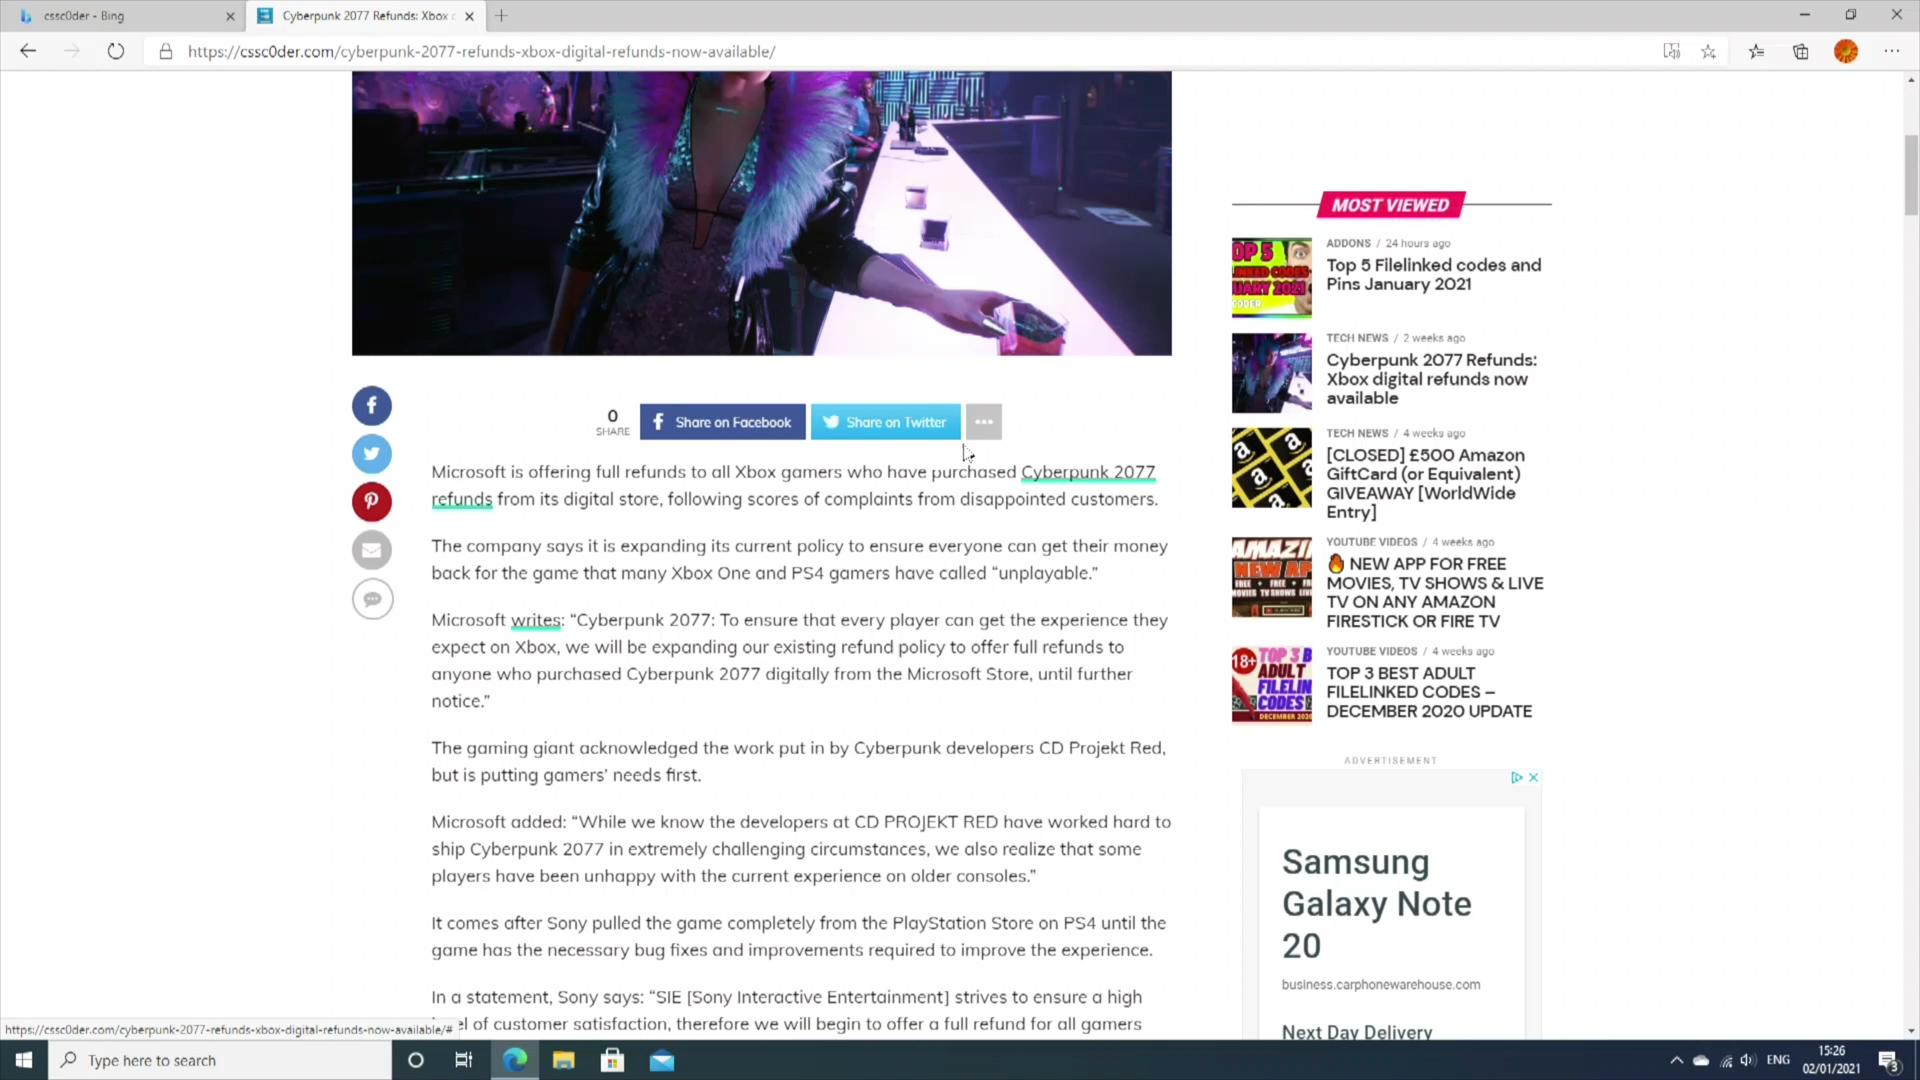 cssc0der - Bing
Cyberpunk 2077 Refunds: Xbox
https://cssc0der.com/cyberpunk-2077-refunds-xbox-digital-refunds-now-available/
0
SHARE
Share on Facebook
Share on Twitter
Microsoft is offering full refunds to all Xbox gamers who have purchased Cyberpunk 2077
refunds from its digital store, following scores of complaints from disappointed customers.
The company says it is expanding its current policy to ensure everyone can get their money
back for the game that many Xbox One and PS4 gamers have called “unplayable.”
Microsoft writes: “Cyberpunk 2077: To ensure that every player can get the experience they
expect on Xbox, we will be expanding our existing refund policy to offer full refunds to
anyone who purchased Cyberpunk 2077 digitally from the Microsoft Store, until further
notice.”
The gaming giant acknowledged the work put in by Cyberpunk developers CD Projekt Red,
but is putting gamers’ needs first.
Microsoft added: “While we know the developers at CD PROJEKT RED have worked hard to
ship Cyberpunk 2077 in extremely challenging circumstances, we also realize that some
players have been unhappy with the current experience on older consoles.”
It comes after Sony pulled the game completely from the PlayStation Store on PS4 until the
game has the necessary bug fixes and improvements required to improve the experience.
In a statement, Sony says: “SIE [Sony Interactive Entertainment] strives to ensure a high
of customer satisfaction, therefore we will begin to offer a full refund for all gamers
MOST VIEWED
ADDONS / 24 hours ago
Top 5 Filelinked codes and
Pins January 2021
TECH NEWS / 2 weeks ago
Cyberpunk 2077 Refunds:
Xbox digital refunds now
available
TECH NEWS / 4 weeks ago
[CLOSED] £500 Amazon
GiftCard (or Equivalent)
GIVEAWAY [WorldWide
Entry]
YOUTUBE VIDEOS / 4 weeks ago
NEW APP FOR FREE
MOVIES, TV SHOWS & LIVE
TV ON ANY AMAZON
FIRESTICK OR FIRE TV
YOUTUBE VIDEOS / 4 weeks ago
18+
TOP 3 BEST ADULT
FILELINKED CODES –
DECEMBER 2020 UPDATE
ADVERTISEMENT
Samsung
Galaxy Note
20
business.carphonewarehouse.com
Next Day Delivery
https://cssc0der.com/cyberpunk-2077-refunds-xbox-digital-refunds-now-available/#
Type here to search
ENG
15:26
02/01/2021
3